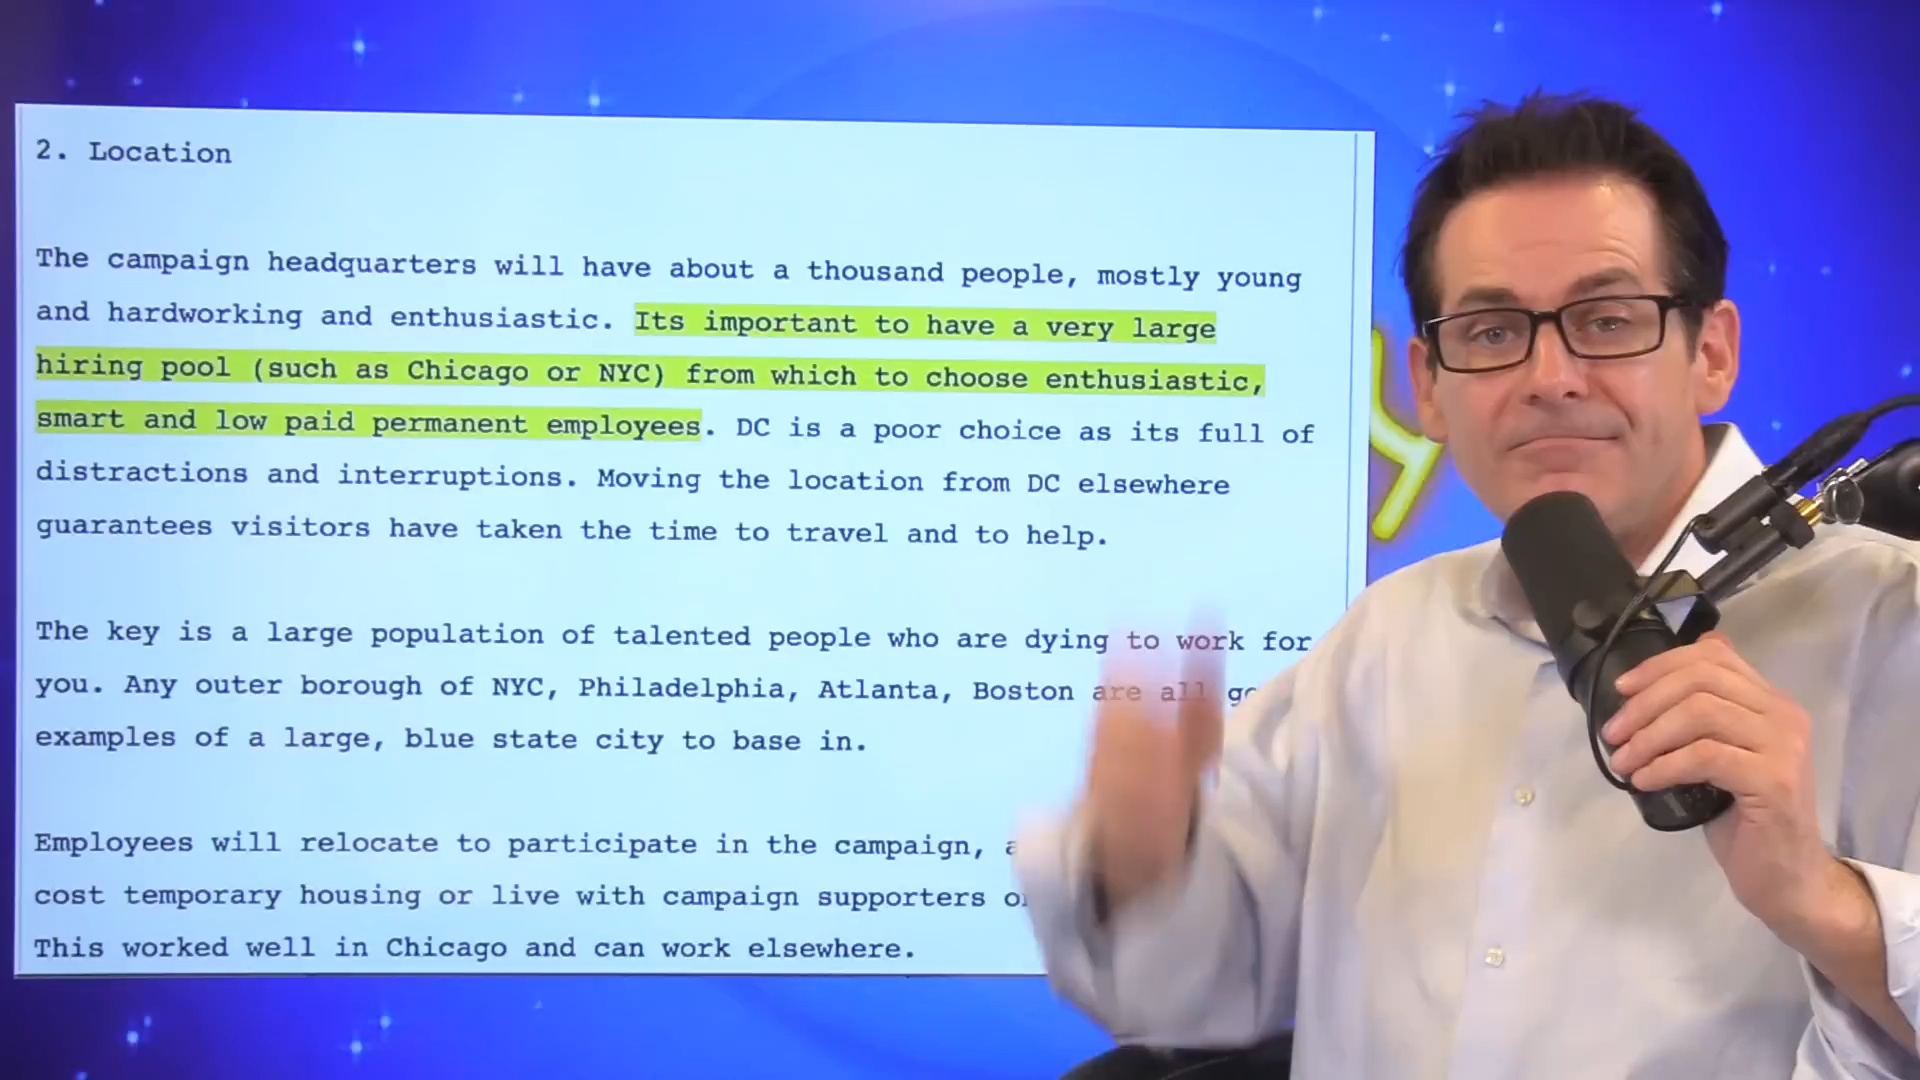 2. Location
The campaign headquarters will have about a thousand people, mostly young
and hardworking and enthusiastic. Its important to have a very large
hiring pool (such as Chicago or NYC) from which to choose enthusiastic,
smart and low paid permanent employees. DC is a poor choice as its full of
distractions and interruptions. Moving the location from DC elsewhere
guarantees visitors have taken the time to travel and to help.
The key is a large population of talented people who are dying to work for
you. Any outer borough of NYC, Philadelphia, Atlanta, Boston are all
examples of a large, blue state city to base in.
Employees will relocate to participate in the campaign,
cost temporary housing or live with campaign supporters
This worked well in Chicago and can work elsewhere.